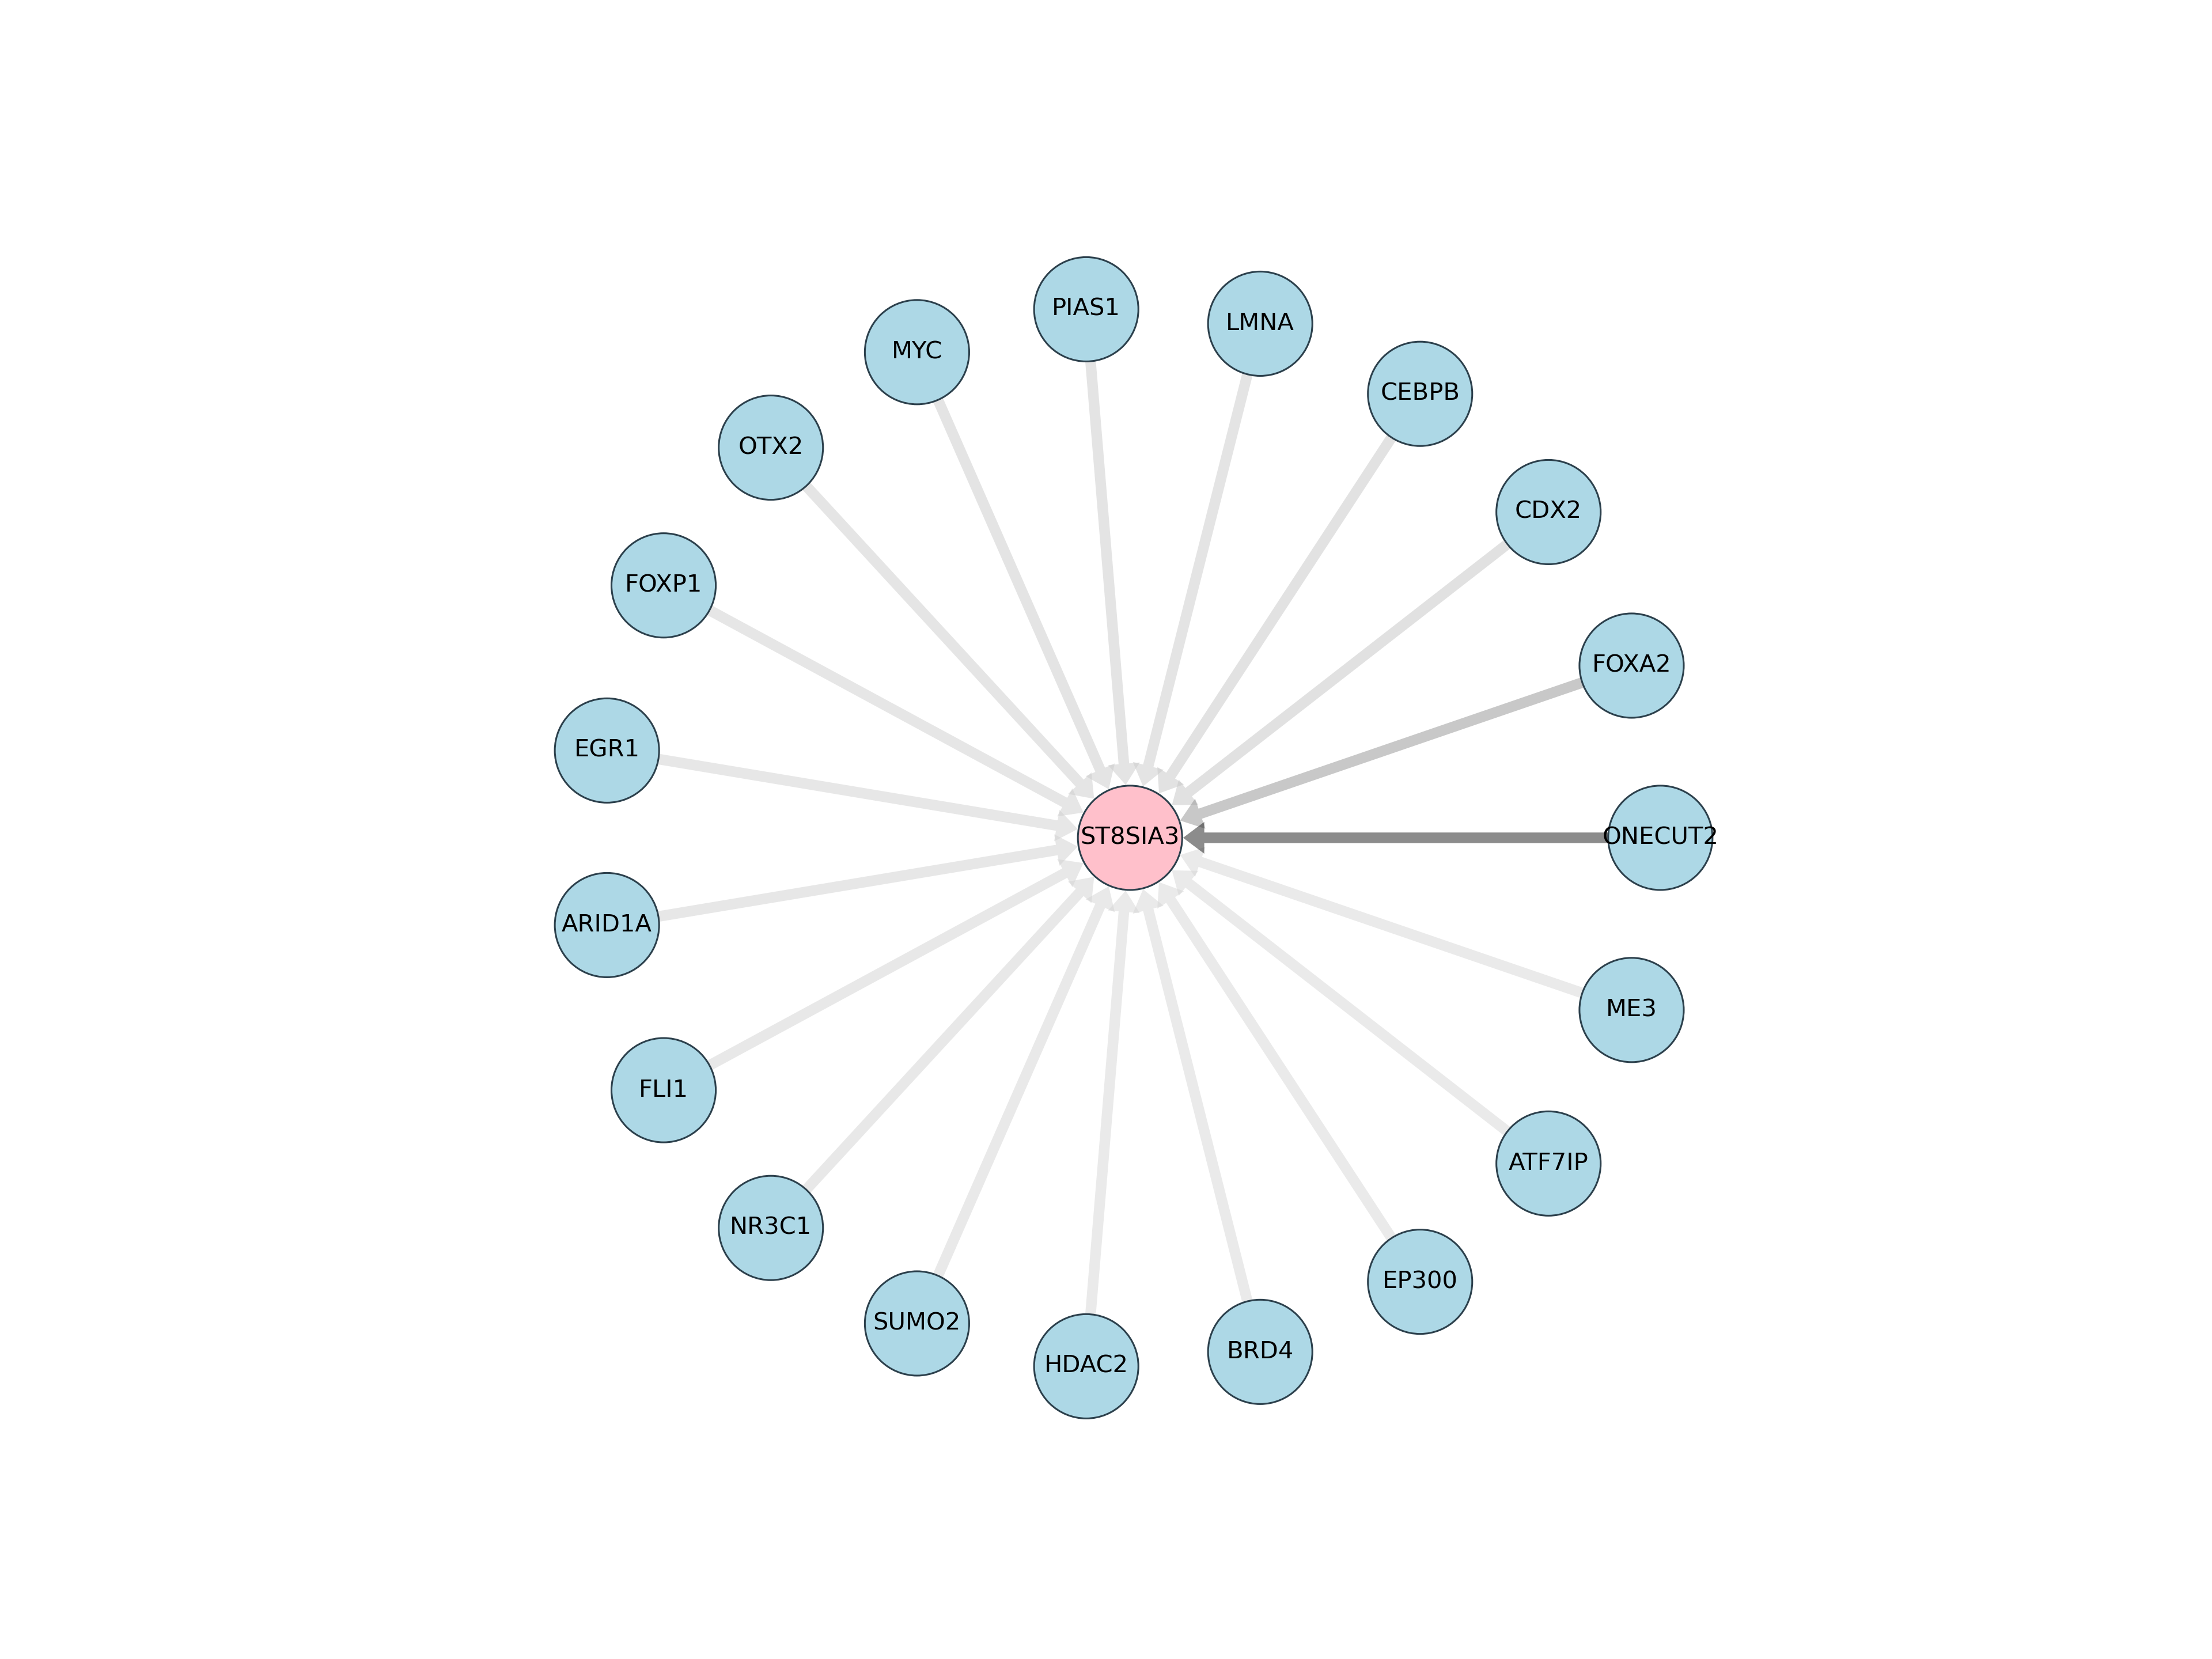 PIAS1
LMNA
MYC
CEBPB
OTX2
CDX2
FOXP1
FOXA2
EGR1
ST8SIA3
ONECUT2
ARID1A
ME3
FLI1
ATF7IP
NR3C1
EP300
SUMO2
BRD4
HDAC2